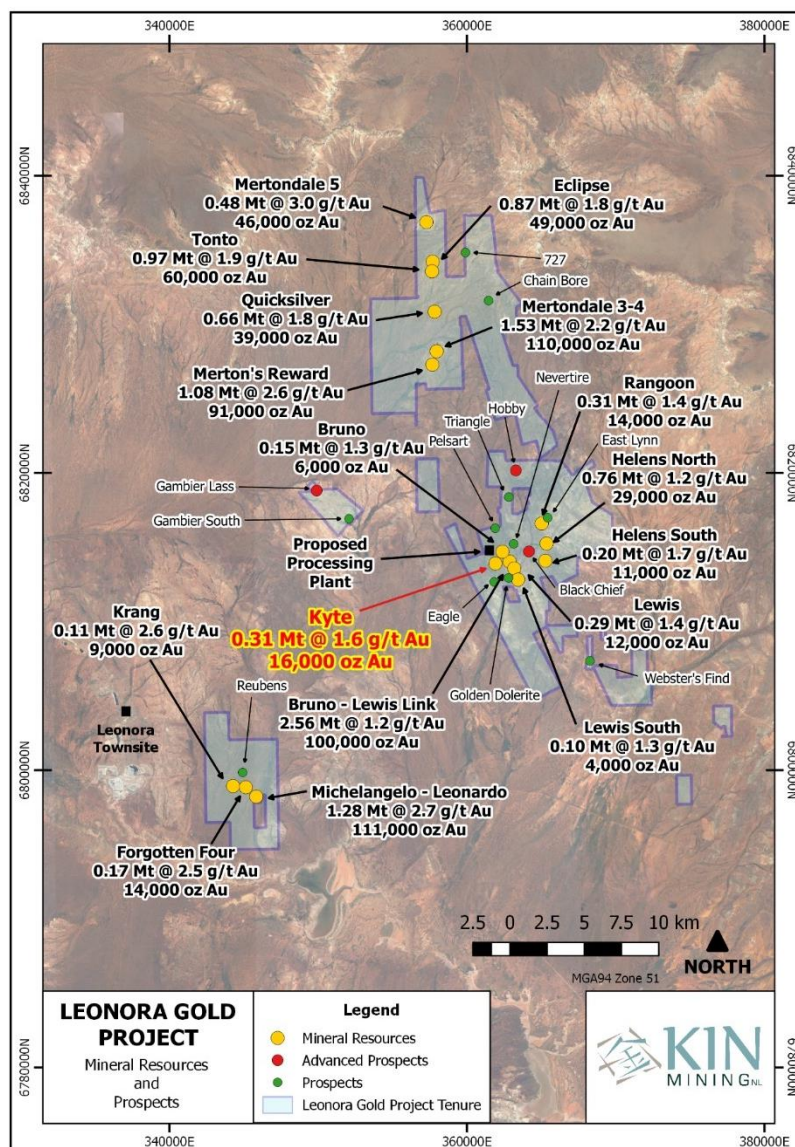 340000E
360000E
380000E
6840000N
6840000N
Mertondale 5
0.48 Mt @ 3.0 g/t Au
46,000 oz Au
Eclipse
0.87 Mt @ 1.8 g/t Au
49,000 oz Au
Tonto
0.97 Mt @ 1.9 g/t Au
60,000 oz Au
727
Chain Bore
Quicksilver
0.66 Mt @ 1.8 g/t Au
39,000 oz Au
Mertondale 3-4
1.53 Mt @ 2.2 g/t Au
110,000 oz Au
Merton's Reward
1.08 Mt @ 2.6 g/t Au
91,000 oz Au
Nevertire
Rangoon
0.31 Mt @ 1.4 g/t Au
14,000 oz Au
Hobby
Triangle
Pelsart
East Lynn
Bruno
0.15 Mt @ 1.3 g/t Au
6,000 oz Au
Helens North
0.76 Mt @ 1.2 g/t Au
29,000 oz Au
6820000N
6820000N
Gambier Lass
Gambier South
Proposed
Processing
Plant
Helens South
0.20 Mt @ 1.7 g/t Au
11,000 oz Au
Black Chief
Kyte
0.31 Mt @ 1.6 g/t Au
16,000 oz Au
Eagle
Lewis
0.29 Mt @ 1.4 g/t Au
12,000 oz Au
Krang
0.11 Mt @ 2.6 g/t Au
9,000 oz Au
Reubens
Golden Dolerite
Webster's Find
Bruno - Lewis Link
2.56 Mt @ 1.2 g/t Au
100,000 oz Au
Lewis South
0.10 Mt @ 1.3 g/t Au
4,000 oz Au
Leonora
Townsite
6800000N
6800000N
Michelangelo - Leonardo
1.28 Mt @ 2.7 g/t Au
111,000 oz Au
Forgotten Four
0.17 Mt @ 2.5 g/t Au
14,000 oz Au
2.5 0 2.5 5 7.5 10 km
MGA94 Zone 51
NORTH
LEONORA GOLD
PROJECT
Mineral Resources
and
Prospects
Legend
Mineral Resources
Advanced Prospects
Prospects
Leonora Gold Project Tenure
KIN
MINING NL
6780000N
6780000N
340000E
360000E
380000E